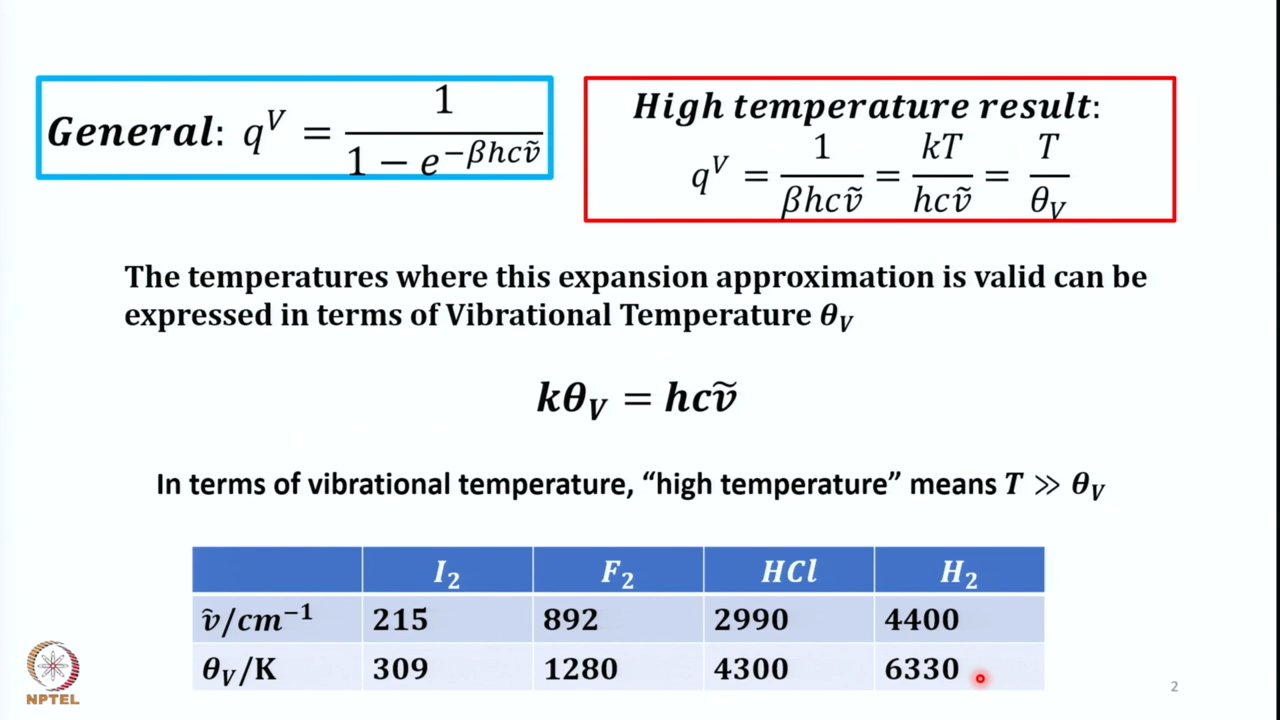 General: q^V = 1 / (1 − e^(−βhcṽ))
High temperature result:
q^V = 1 / (βhcṽ) = kT / (hcṽ) = T / θ_V
The temperatures where this expansion approximation is valid can be
expressed in terms of Vibrational Temperature θ_V
kθ_V = hcṽ
In terms of vibrational temperature, “high temperature” means T ≫ θ_V
I₂ F₂ HCl H₂
ṽ/cm⁻¹ 215 892 2990 4400
θ_V/K 309 1280 4300 6330
NPTEL
2